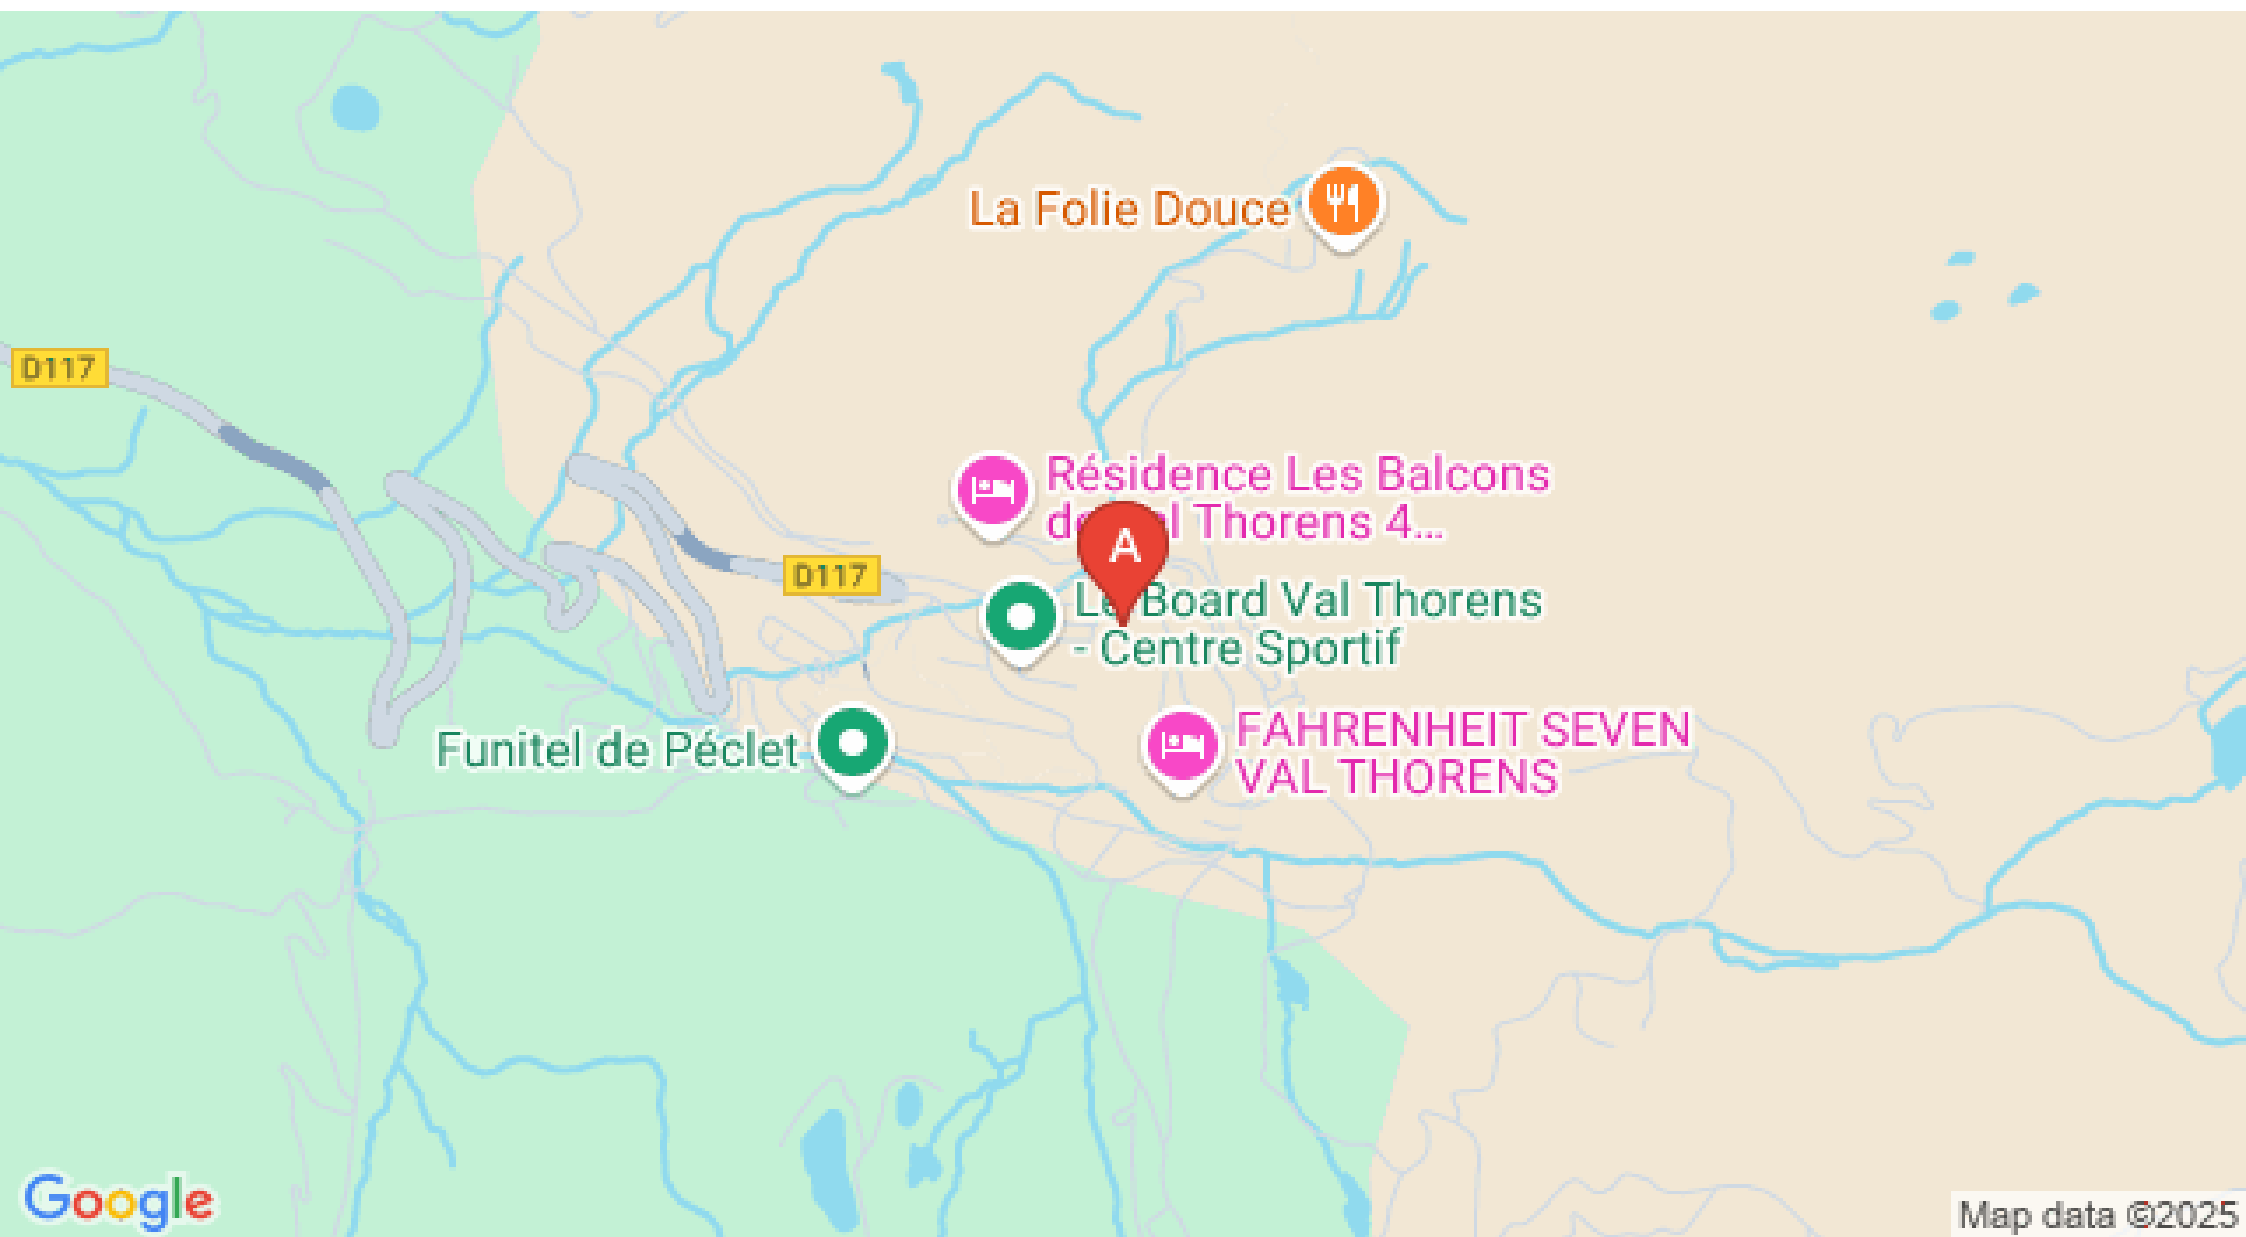 La Folie Douce
D117
Résidence Les Balcons
Thorens 4...
A
D117
Board Val Thorens
- Centre Sportif
FAHRENHEIT SEVEN
VAL THORENS
Funitel de Péclet
Google
Map data ©2025